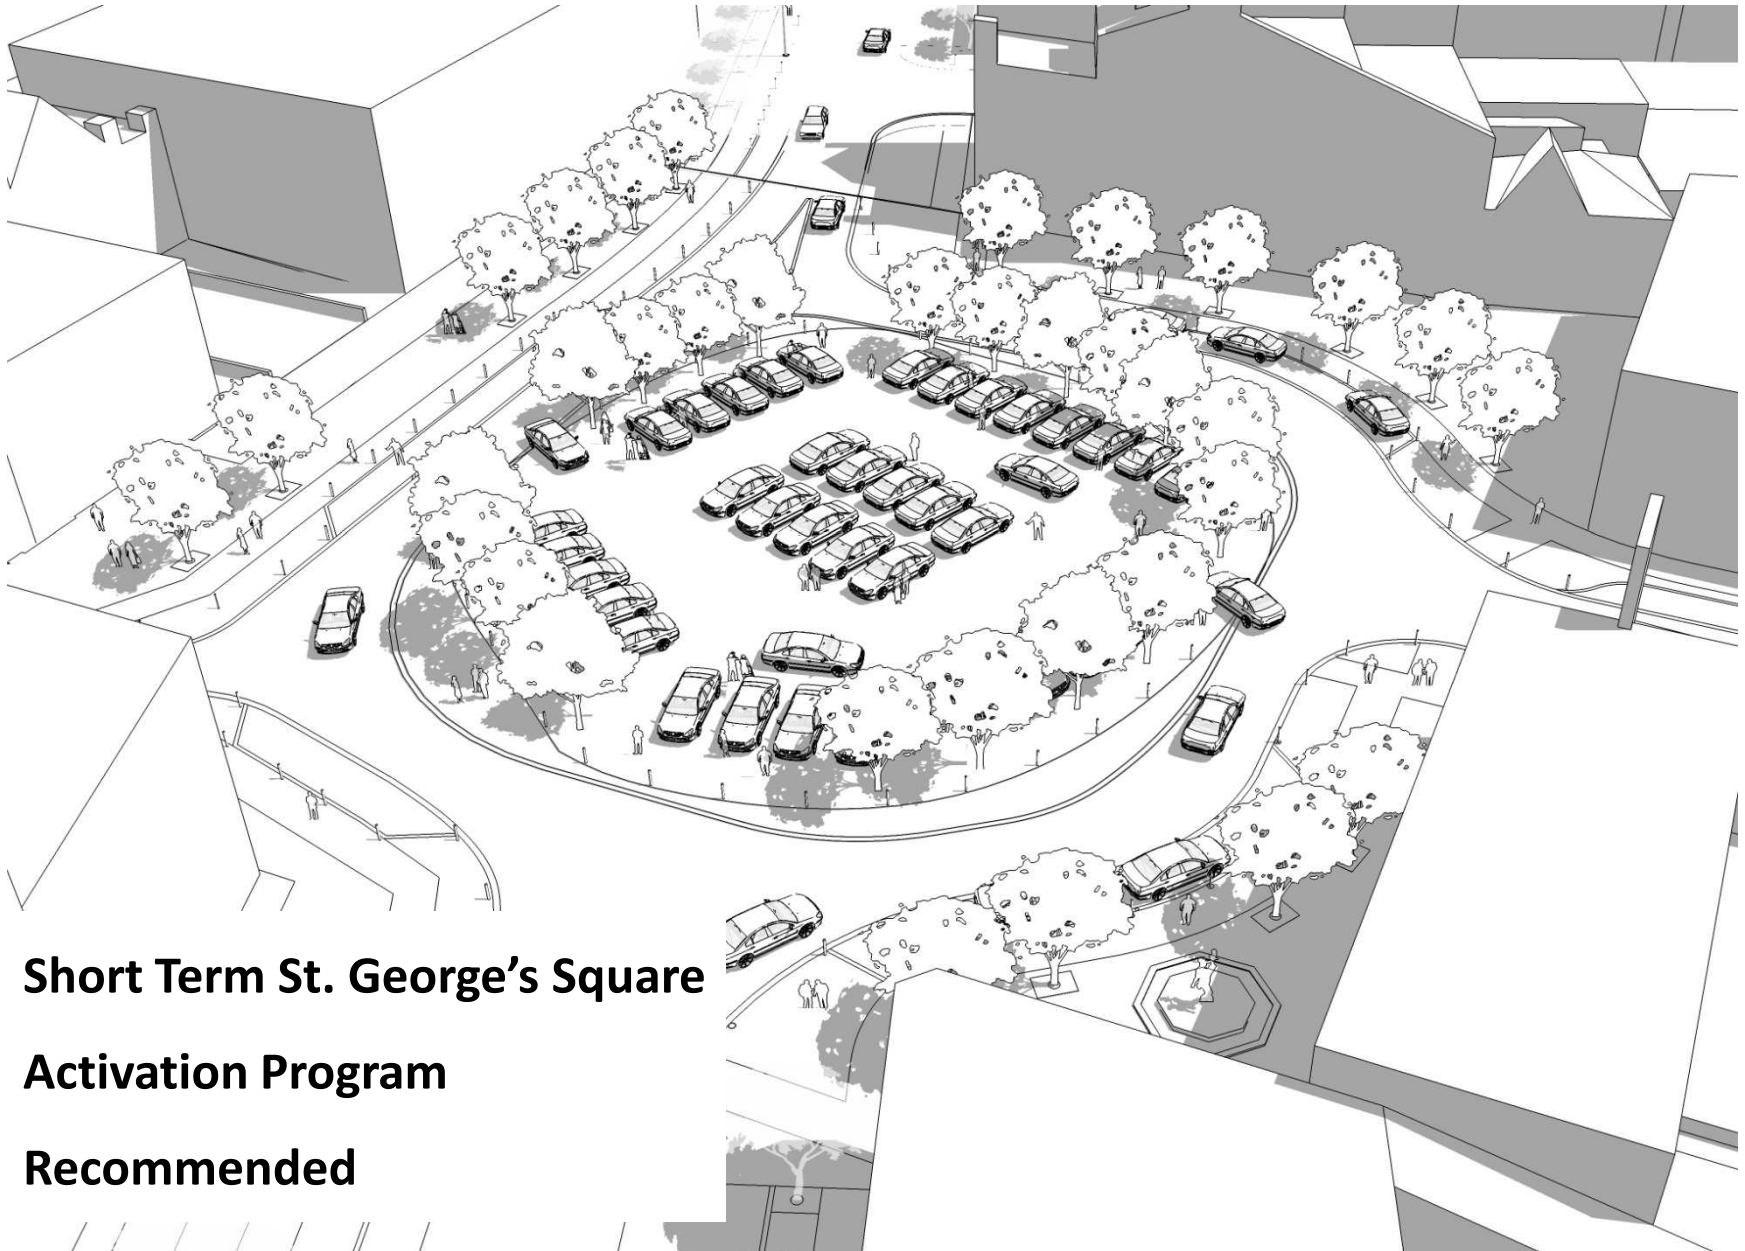 Short Term St. George’s Square
Activation Program
Recommended